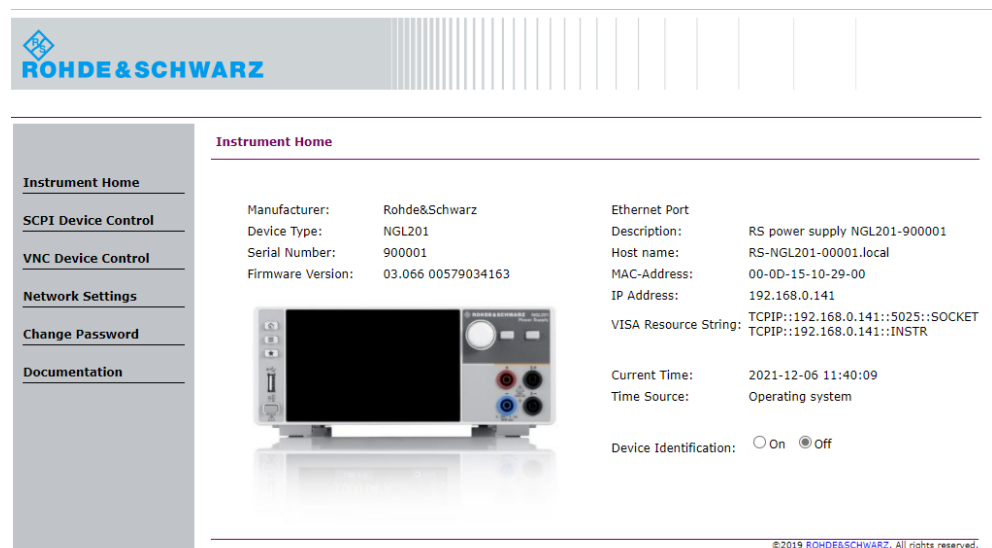 ROHDE&SCHWARZ
Instrument Home
Instrument Home
SCPI Device Control
VNC Device Control
Network Settings
Change Password
Documentation
Manufacturer: Rohde&Schwarz
Device Type: NGL201
Serial Number: 900001
Firmware Version: 03.066 00579034163
ROHDE&SCHWARZ NGL201
Power Supply
Ethernet Port
Description: RS power supply NGL201-900001
Host name: RS-NGL201-00001.local
MAC-Address: 00-0D-15-10-29-00
IP Address: 192.168.0.141
VISA Resource String: TCPIP::192.168.0.141::5025::SOCKET
TCPIP::192.168.0.141::INSTR
Current Time: 2021-12-06 11:40:09
Time Source: Operating system
Device Identification: On Off
©2019 ROHDE&SCHWARZ. All rights reserved.